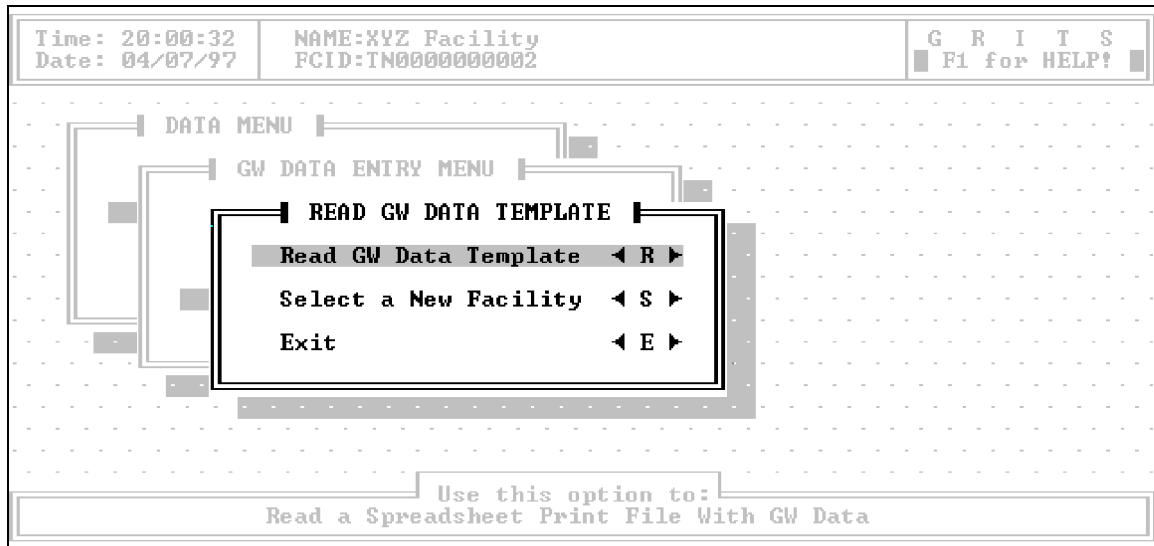 Time: 20:00:32 NAME:XYZ Facility G R I T S
Date: 04/07/97 FCID:TN0000000002 F1 for HELP!
DATA MENU
GW DATA ENTRY MENU
READ GW DATA TEMPLATE
Read GW Data Template ◄ R ►
Select a New Facility ◄ S ►
Exit ◄ E ►
Use this option to:
Read a Spreadsheet Print File With GW Data